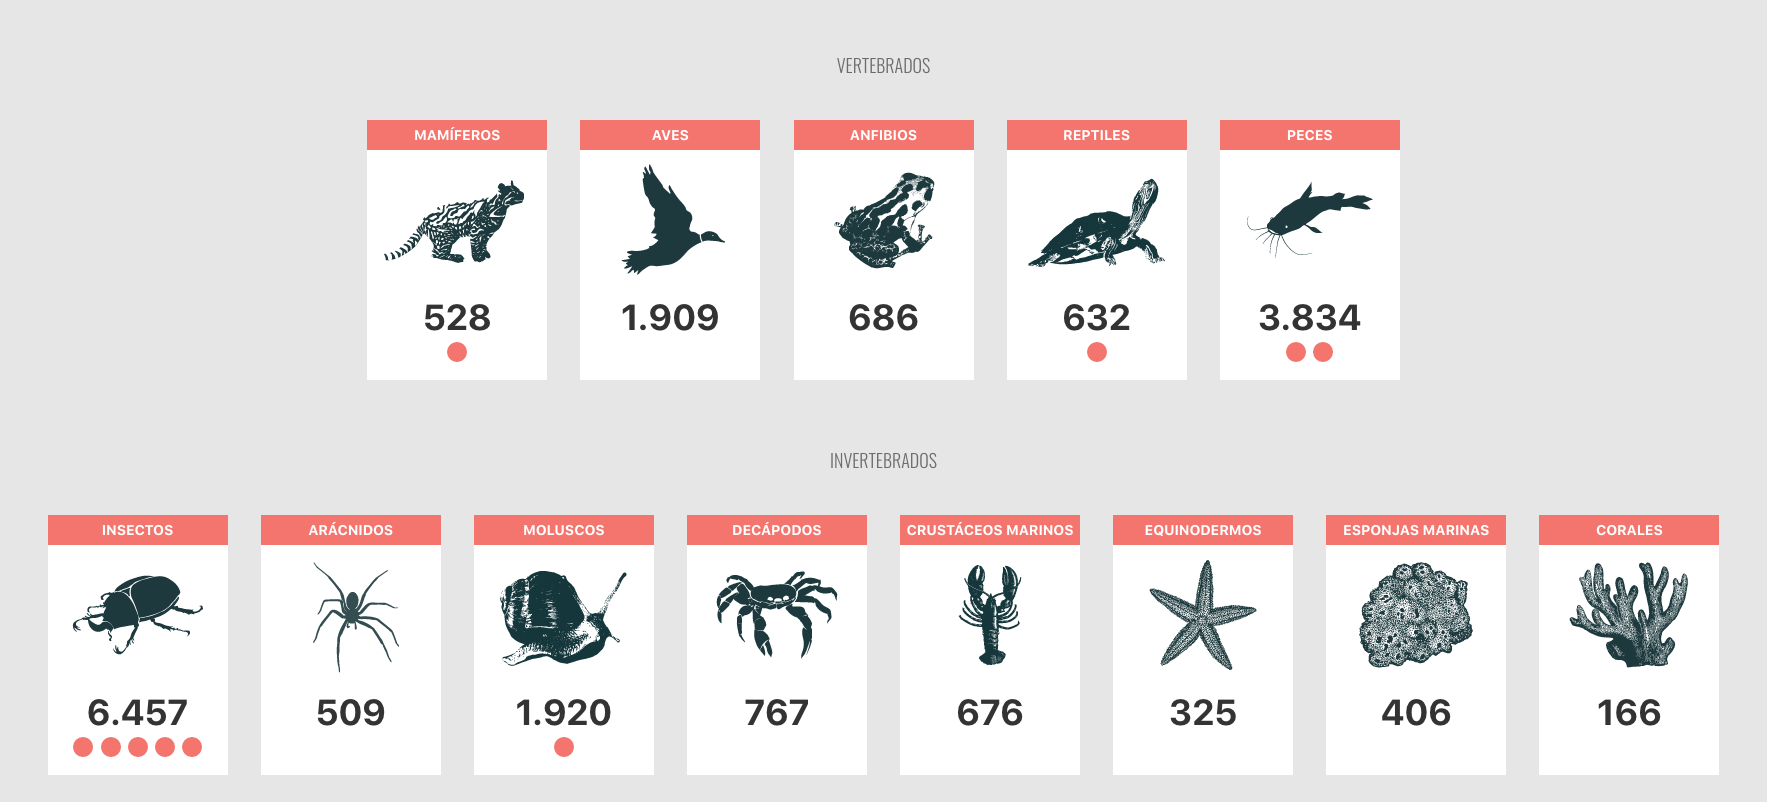 VERTEBRADOS
MAMÍFEROS
528
AVES
1.909
ANFIBIOS
686
REPTILES
632
PECES
3.834
INVERTEBRADOS
INSECTOS
6.457
ARÁCNIDOS
509
MOLUSCOS
1.920
DECÁPODOS
767
CRUSTÁCEOS MARINOS
676
EQUINODERMOS
325
ESPONJAS MARINAS
406
CORALES
166